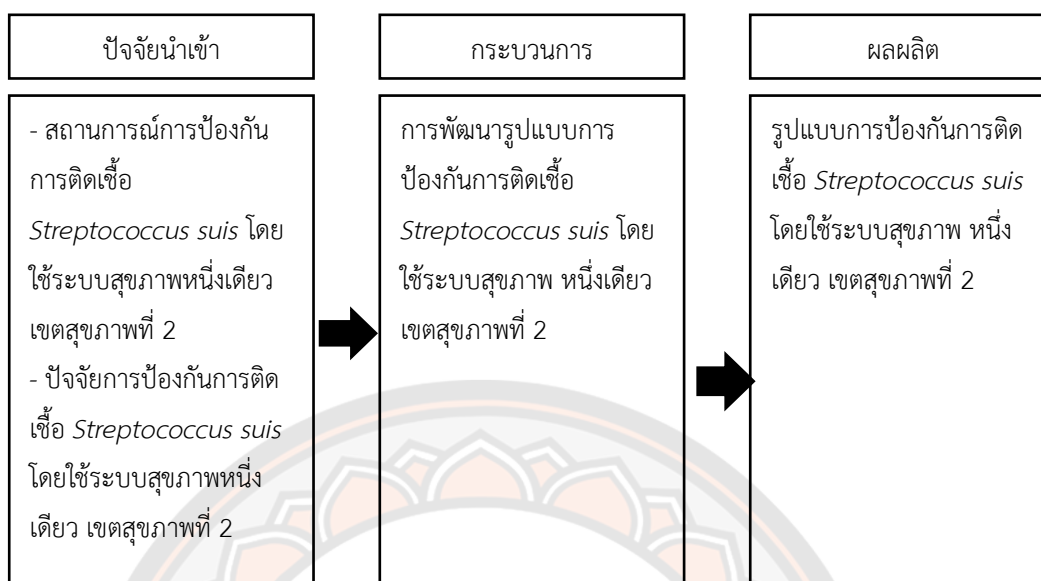 ปัจจัยนำเข้า
- สถานการณ์การป้องกัน
การติดเชื้อ
Streptococcus suis โดย
ใช้ระบบสุขภาพหนึ่งเดียว
เขตสุขภาพที่ 2
- ปัจจัยการป้องกันการติด
เชื้อ Streptococcus suis
โดยใช้ระบบสุขภาพหนึ่ง
เดียว เขตสุขภาพที่ 2
กระบวนการ
การพัฒนารูปแบบการ
ป้องกันการติดเชื้อ
Streptococcus suis โดย
ใช้ระบบสุขภาพ หนึ่งเดียว
เขตสุขภาพที่ 2
ผลผลิต
รูปแบบการป้องกันการติด
เชื้อ Streptococcus suis
โดยใช้ระบบสุขภาพ หนึ่ง
เดียว เขตสุขภาพที่ 2